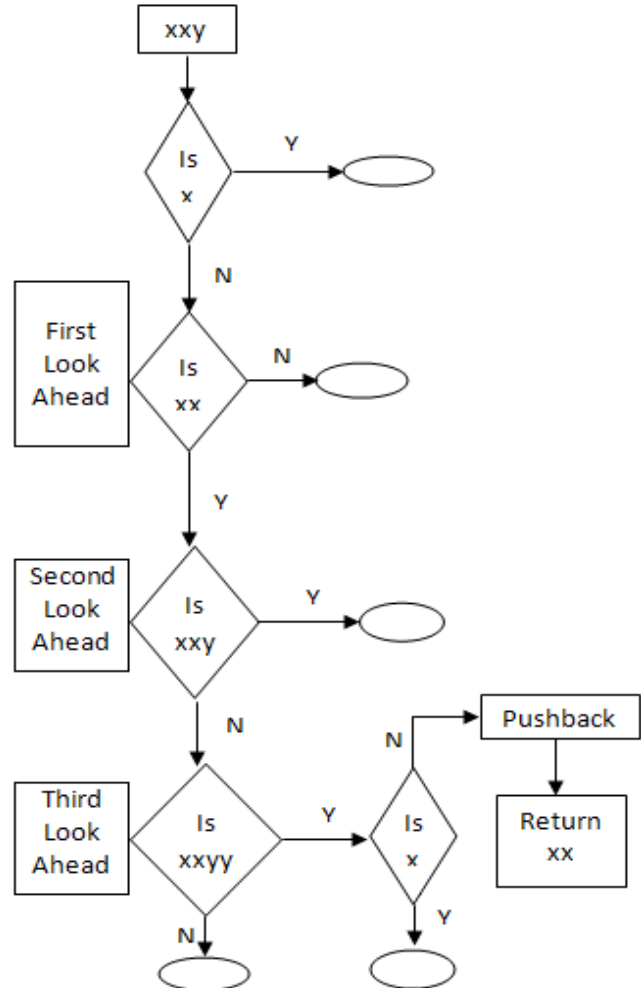 xxy
Is
x
Y
N
First
Look
Ahead
Is
xx
N
Y
Second
Look
Ahead
Is
xxy
Y
N
Third
Look
Ahead
Is
xxyy
Y
N
Is
x
N
Y
Pushback
Return
xx